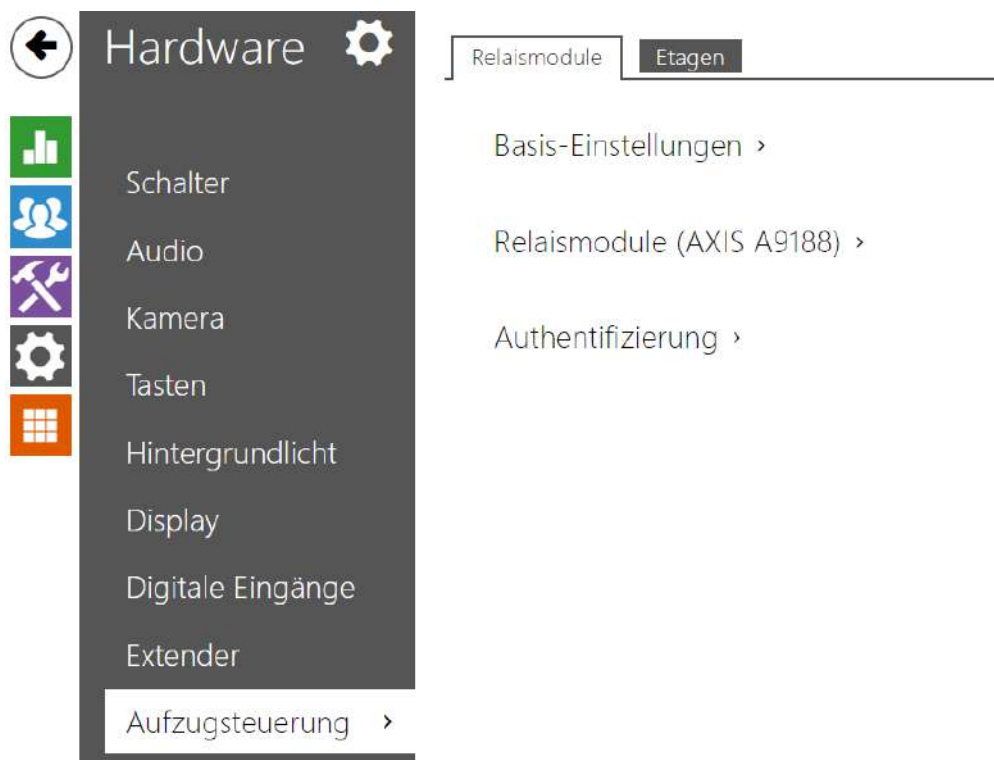 Hardware
Schalter
Audio
Kamera
Tasten
Hintergrundlicht
Display
Digitale Eingänge
Extender
Aufzugsteuerung ›
Relaismodule Etagen
Basis-Einstellungen ›
Relaismodule (AXIS A9188) ›
Authentifizierung ›